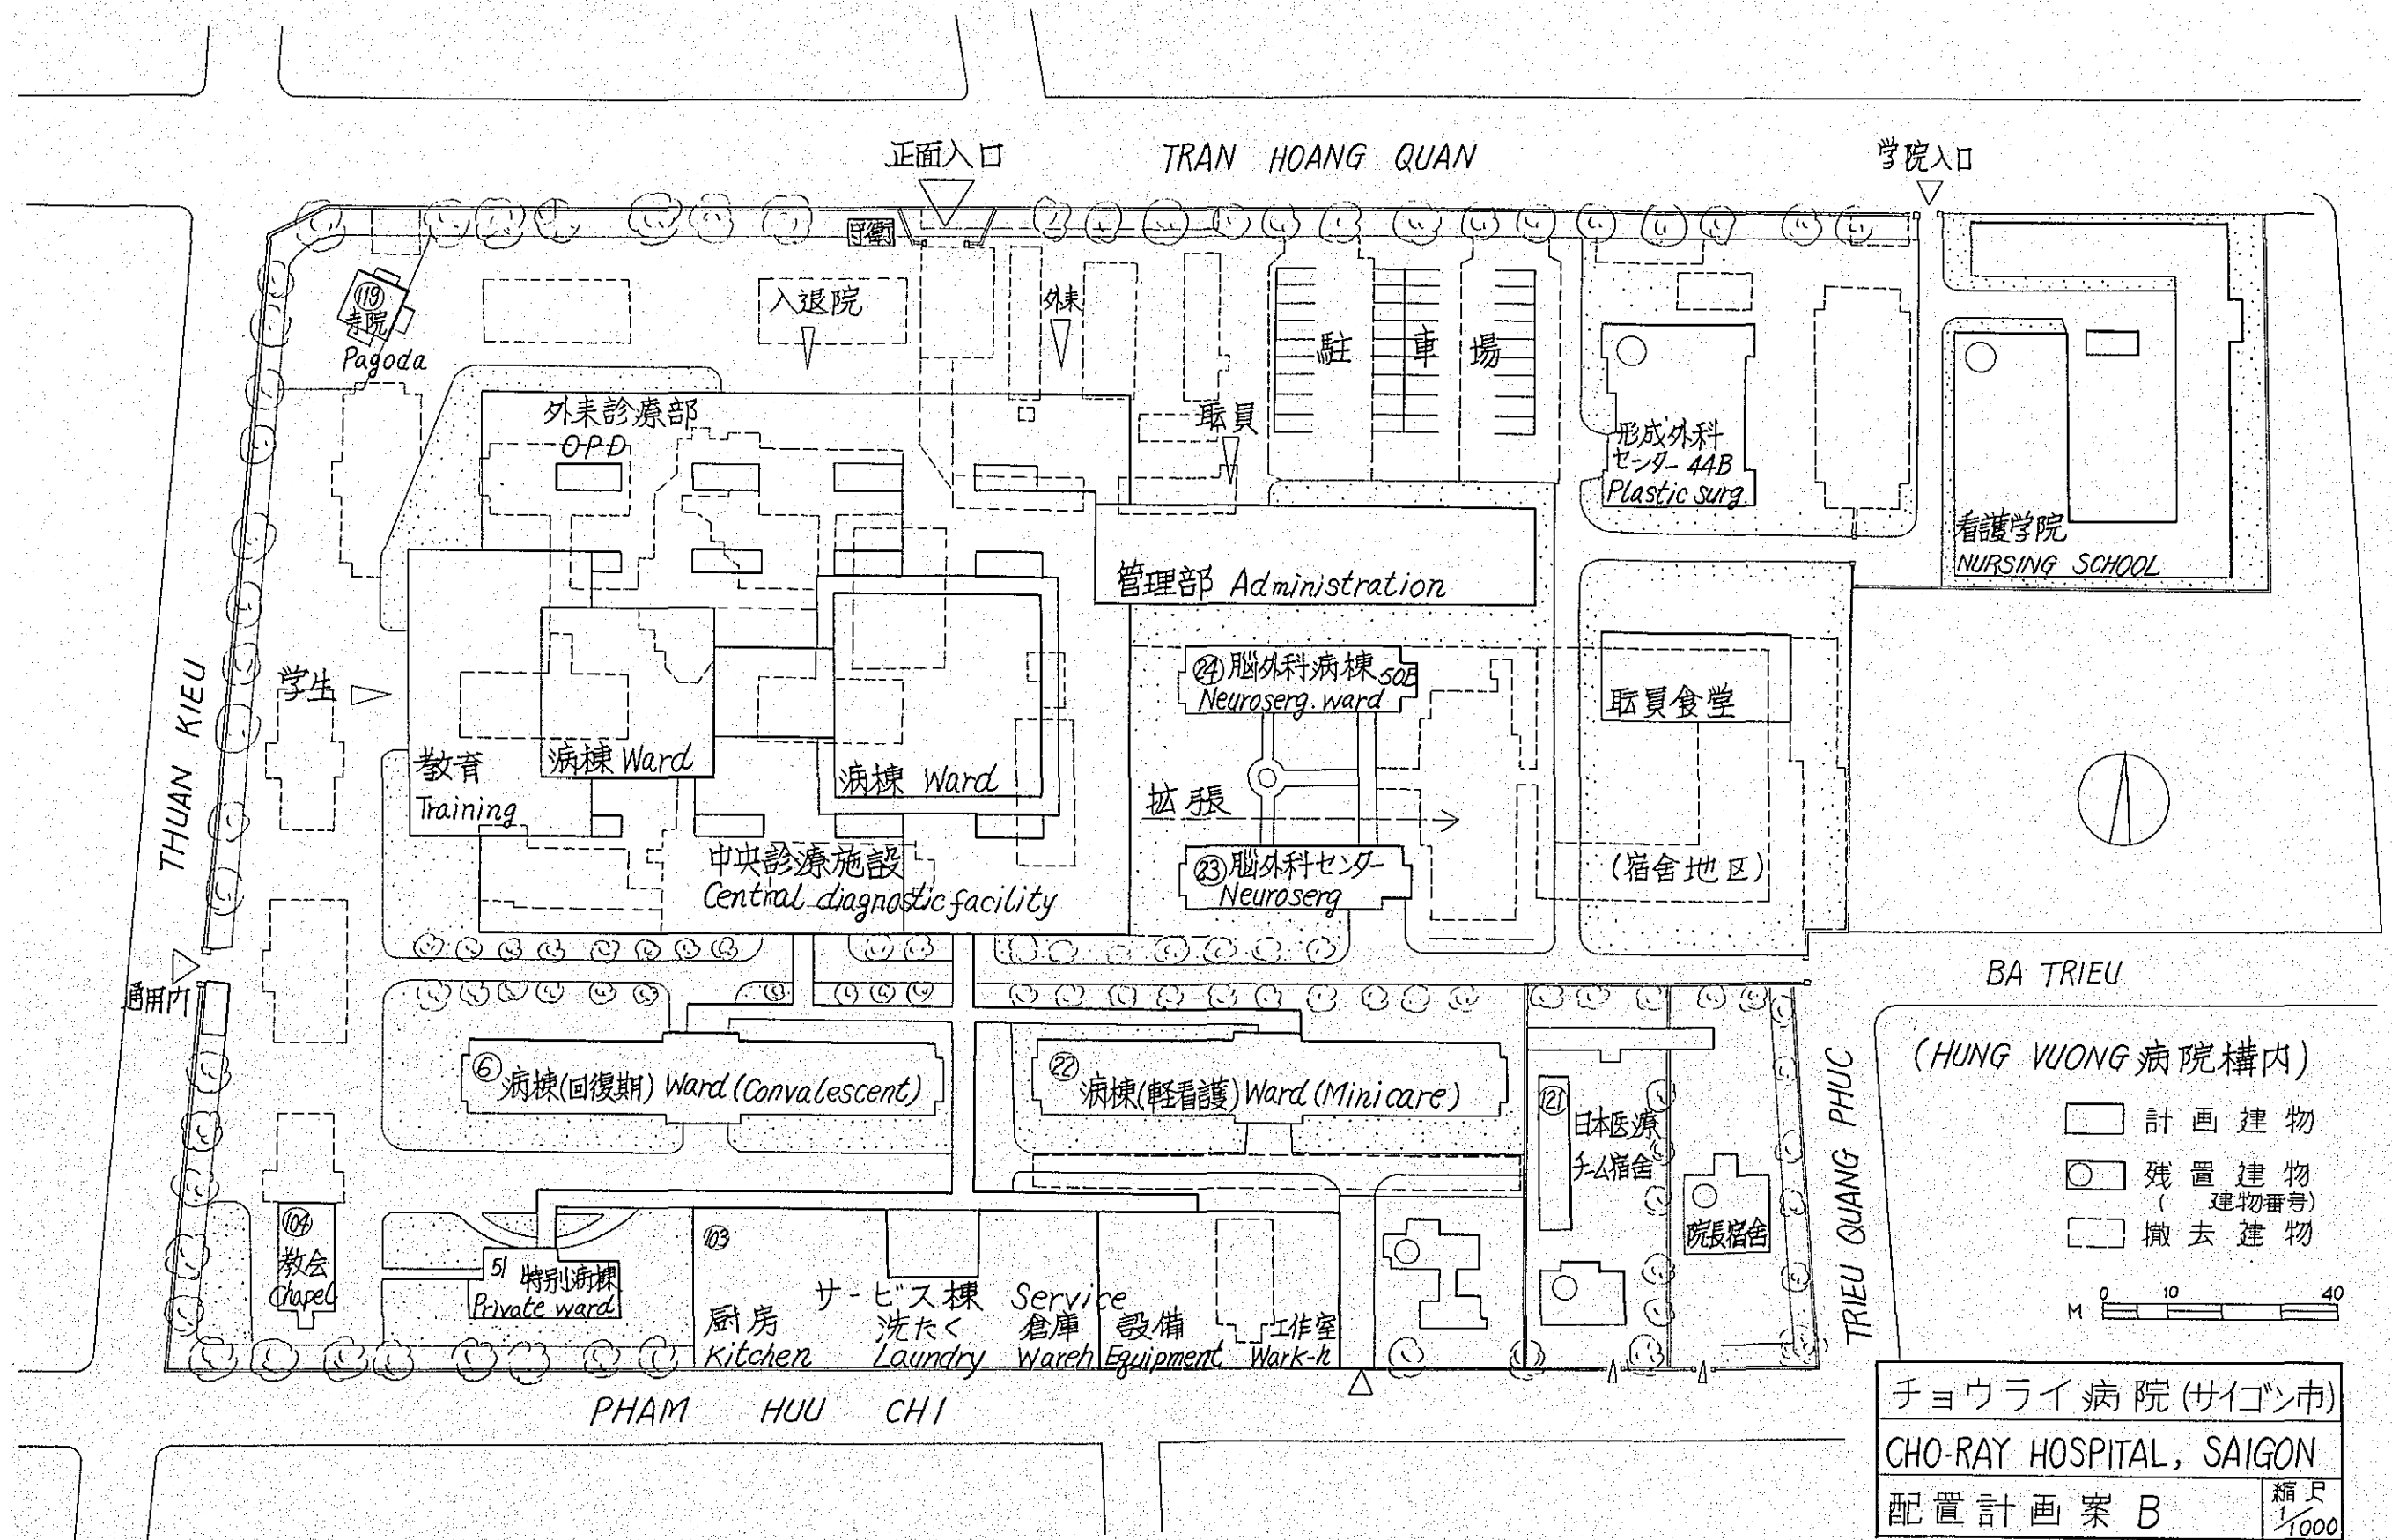 正面入口
TRAN HOANG QUAN
学院入口
守衛
119
寺院
Pagoda
入退院
外来
駐車場
外来診療部
OPD
職員
形成外科
センター 44B
Plastic surg.
看護学院
NURSING SCHOOL
管理部 Administration
THUAN KIEU
学生
24 脳外科病棟 50B
Neuroserg. ward
職員食堂
教育
Training
病棟 Ward
病棟 Ward
拡張
中央診療施設
Central diagnostic facility
23 脳外科センター
Neuroserg
(宿舎地区)
通用門
BA TRIEU
6 病棟(回復期) Ward (Convalescent)
22 病棟(軽看護) Ward (Minicare)
121
日本医療
チーム宿舎
院長宿舎
TRIEU QUANG PHUC
(HUNG VUONG 病院構内)
計画建物
残置建物
( 建物番号)
撤去建物
104
教会
Chapel
51 特別病棟
Private ward
103
サービス棟 Service
厨房
Kitchen
洗たく
Laundry
倉庫
Wareh
設備
Equipment
工作室
Wark-h
M 0 10 40
PHAM HUU CHI
チョウライ病院 (サイゴン市)
CHO-RAY HOSPITAL, SAIGON
配置計画案 B
縮尺
1/1000